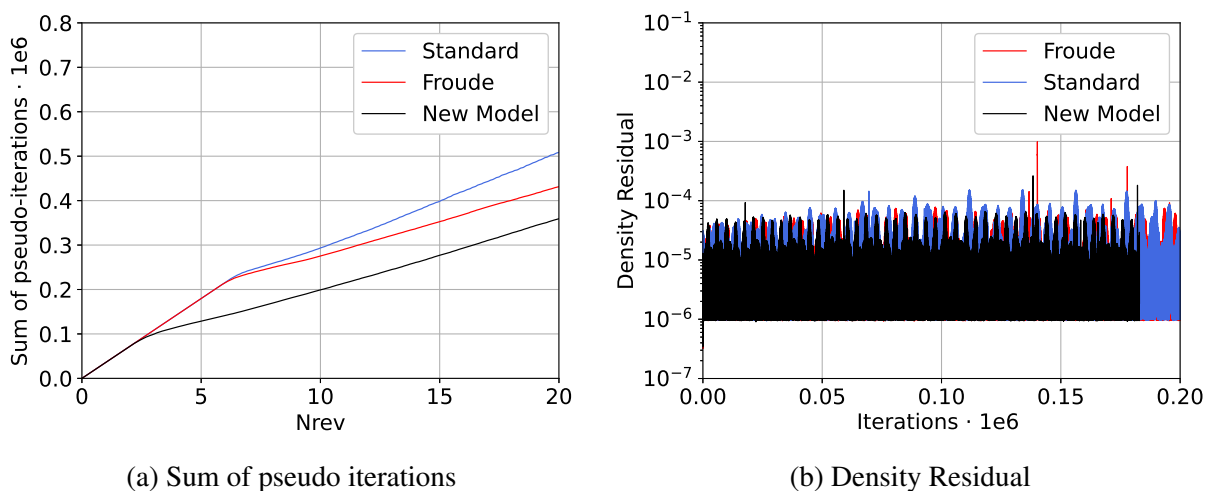 Sum of pseudo-iterations · 1e6
0.8
0.7
0.6
0.5
0.4
0.3
0.2
0.1
0.0
Standard
Froude
New Model
0 5 10 15 20
Nrev
(a) Sum of pseudo iterations
Density Residual
10⁻¹
10⁻²
10⁻³
10⁻⁴
10⁻⁵
10⁻⁶
10⁻⁷
Froude
Standard
New Model
0.00 0.05 0.10 0.15 0.20
Iterations · 1e6
(b) Density Residual